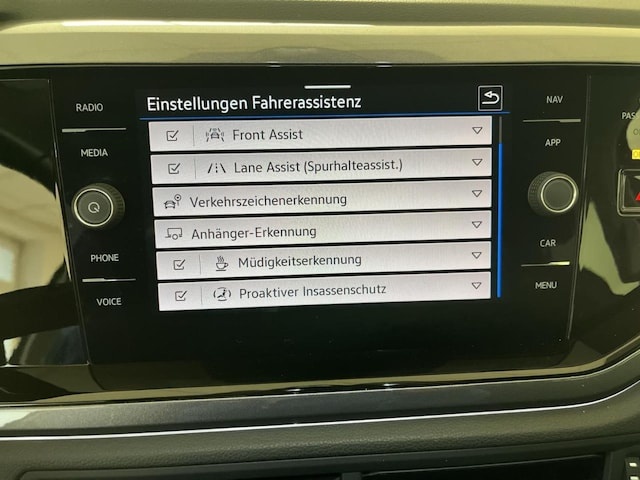 RADIO
MEDIA
PHONE
VOICE
Einstellungen Fahrerassistenz
Front Assist
Lane Assist (Spurhalteassist.)
Verkehrszeichenerkennung
Anhänger-Erkennung
Müdigkeitserkennung
Proaktiver Insassenschutz
NAV
APP
CAR
MENU